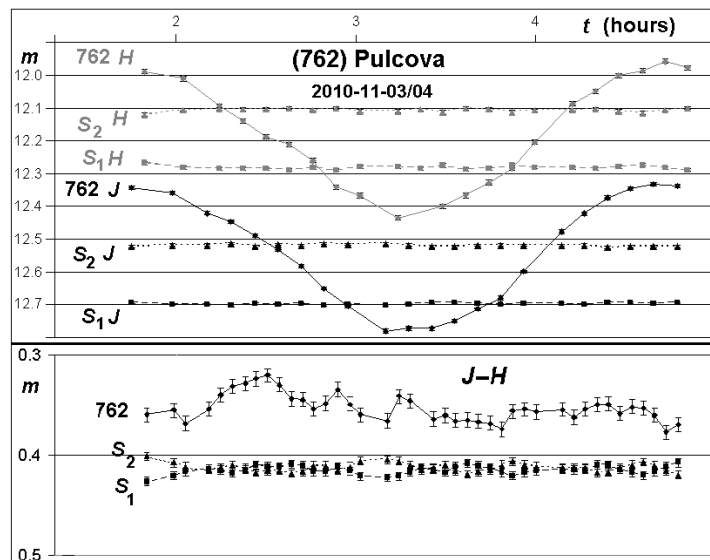 2 3 4 t (hours)
m
762 H
(762) Pulcova
2010-11-03/04
12.0
12.1
S2 H
12.2
S1 H
12.3
762 J
12.4
12.5
S2 J
12.6
12.7
S1 J
0.3
m
J–H
762
S2
0.4
S1
0.5